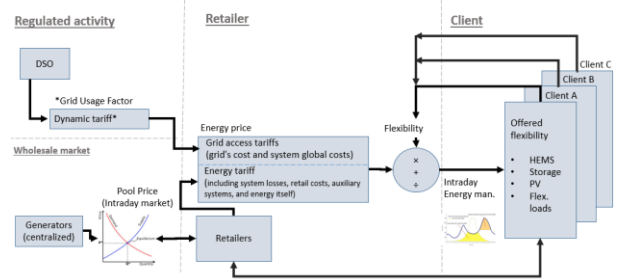 Regulated activity
Retailer
Client
DSO
*Grid Usage Factor
Dynamic tariff*
Wholesale market
Pool Price
(Intraday market)
Generators
(centralized)
Energy price
Grid access tariffs
(grid's cost and system global costs)
Energy tariff
(including system losses, retail costs, auxiliary
systems, and energy itself)
Retailers
Flexibility
×
+
÷
Intraday
Energy man.
Client C
Client B
Client A
Offered
flexibility
• HEMS
• Storage
• PV
• Flex.
loads